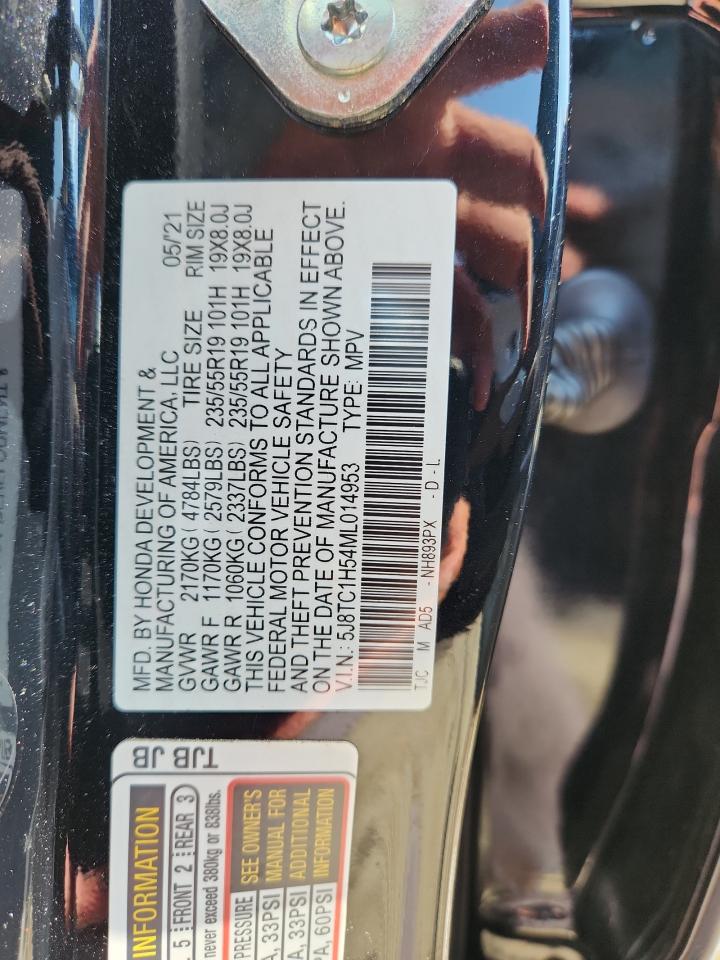 MFD. BY HONDA DEVELOPMENT &
MANUFACTURING OF AMERICA, LLC 05/21
GVWR 2170KG ( 4784LBS) TIRE SIZE RIM SIZE
GAWR F 1170KG ( 2579LBS) 235/55R19 101H 19X8.0J
GAWR R 1060KG ( 2337LBS) 235/55R19 101H 19X8.0J
THIS VEHICLE CONFORMS TO ALL APPLICABLE
FEDERAL MOTOR VEHICLE SAFETY
AND THEFT PREVENTION STANDARDS IN EFFECT
ON THE DATE OF MANUFACTURE SHOWN ABOVE.
V.I.N.: 5J8TC1H54ML014953 TYPE: MPV
TJC M AD5 - NH893PX - D - L
TJB JB
INFORMATION
5 FRONT 2 REAR 3
never exceed 380kg or 838lbs.
PRESSURE SEE OWNER'S
, 33PSI MANUAL FOR
, 33PSI ADDITIONAL
, 60PSI INFORMATION